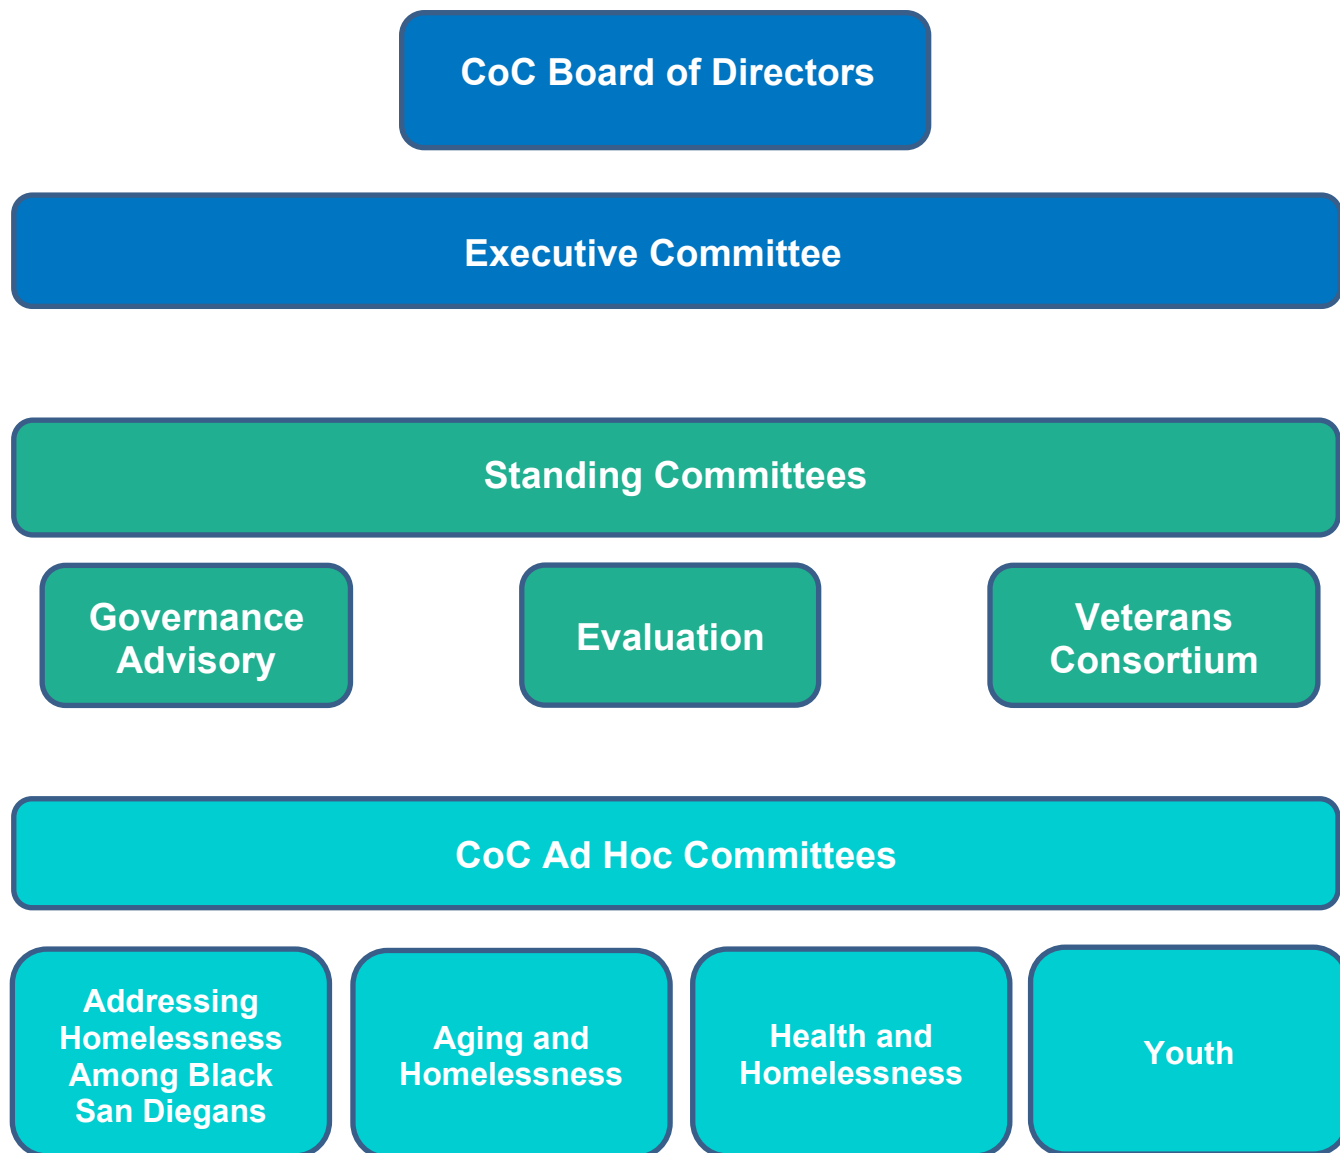 CoC Board of Directors
Executive Committee
Standing Committees
Governance
Advisory
Evaluation
Veterans
Consortium
CoC Ad Hoc Committees
Addressing
Homelessness
Among Black
San Diegans
Aging and
Homelessness
Health and
Homelessness
Youth